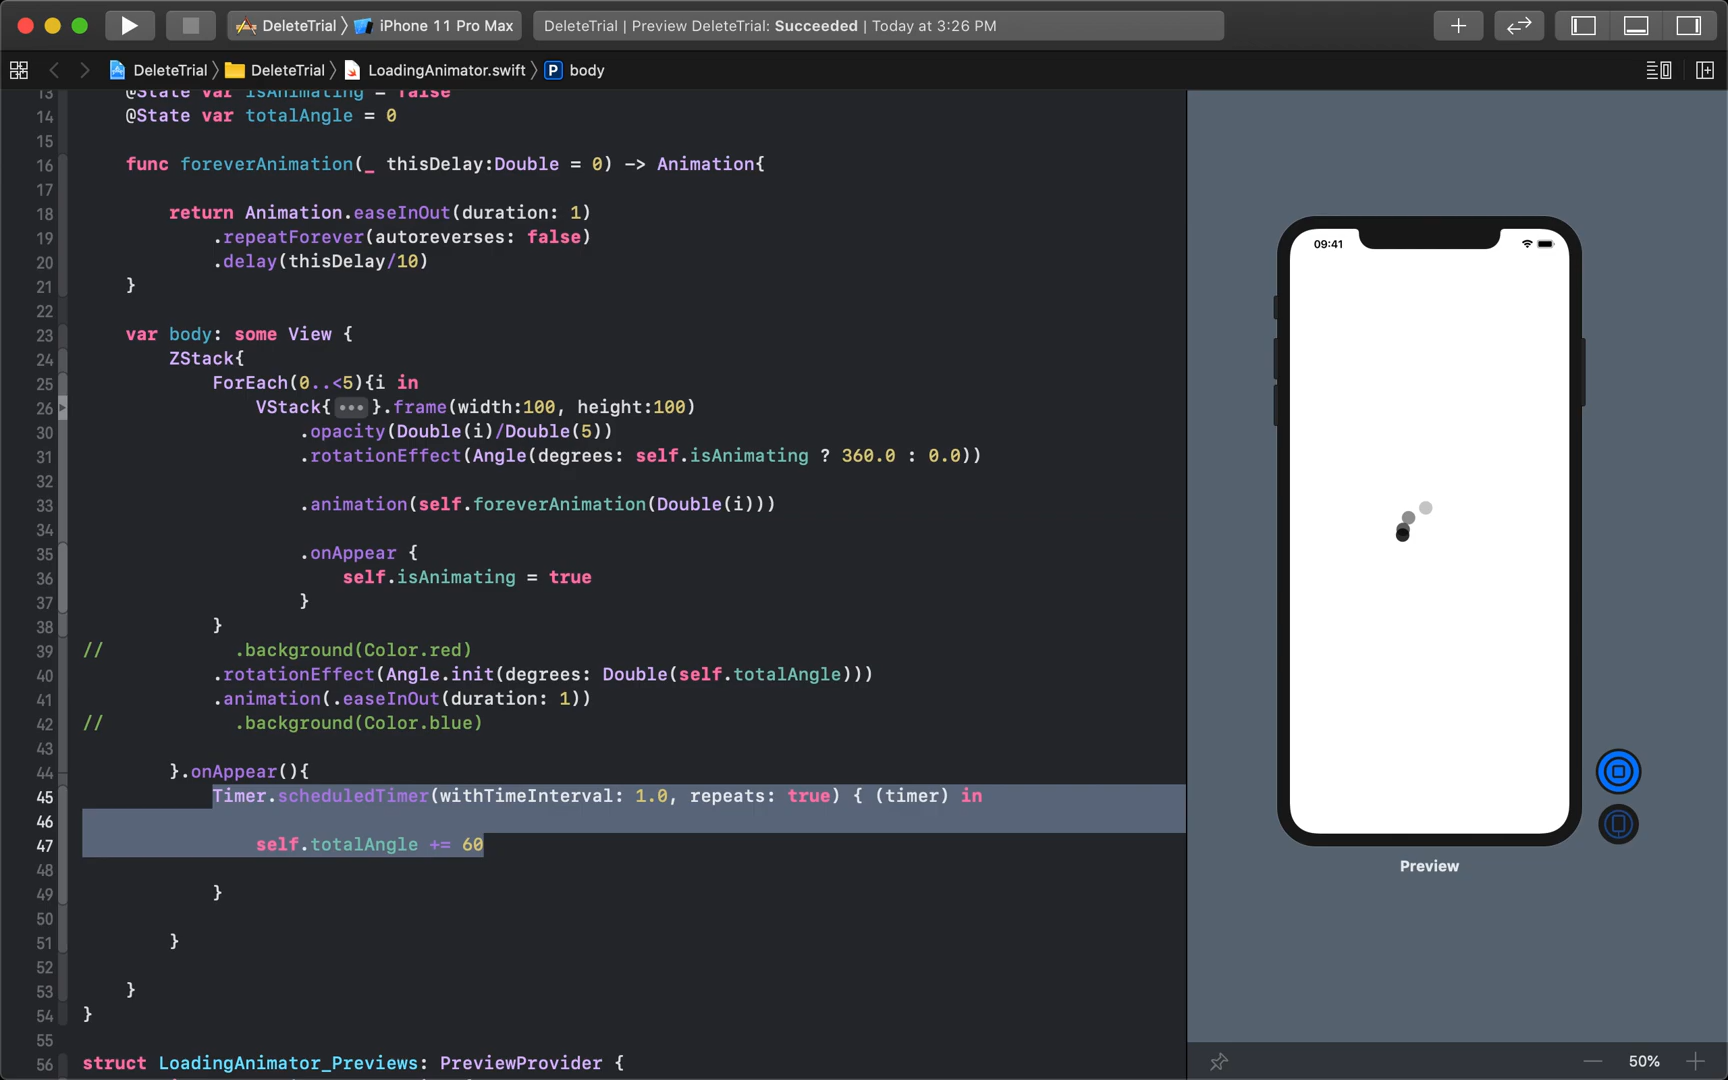 DeleteTrial iPhone 11 Pro Max DeleteTrial | Preview DeleteTrial: Succeeded | Today at 3:26 PM
DeleteTrial DeleteTrial LoadingAnimator.swift P body
13 @State var isAnimating = false
14 @State var totalAngle = 0
15
16 func foreverAnimation(_ thisDelay:Double = 0) -> Animation{
17
18 return Animation.easeInOut(duration: 1)
19 .repeatForever(autoreverses: false)
20 .delay(thisDelay/10)
21 }
22
23 var body: some View {
24 ZStack{
25 ForEach(0..<5){i in
26 VStack{•••}.frame(width:100, height:100)
30 .opacity(Double(i)/Double(5))
31 .rotationEffect(Angle(degrees: self.isAnimating ? 360.0 : 0.0))
32
33 .animation(self.foreverAnimation(Double(i)))
34
35 .onAppear {
36 self.isAnimating = true
37 }
38 }
39 // .background(Color.red)
40 .rotationEffect(Angle.init(degrees: Double(self.totalAngle)))
41 .animation(.easeInOut(duration: 1))
42 // .background(Color.blue)
43
44 }.onAppear(){
45 Timer.scheduledTimer(withTimeInterval: 1.0, repeats: true) { (timer) in
46
47 self.totalAngle += 60
48
49 }
50
51 }
52
53 }
54 }
55
56 struct LoadingAnimator_Previews: PreviewProvider {
09:41
Preview
50%